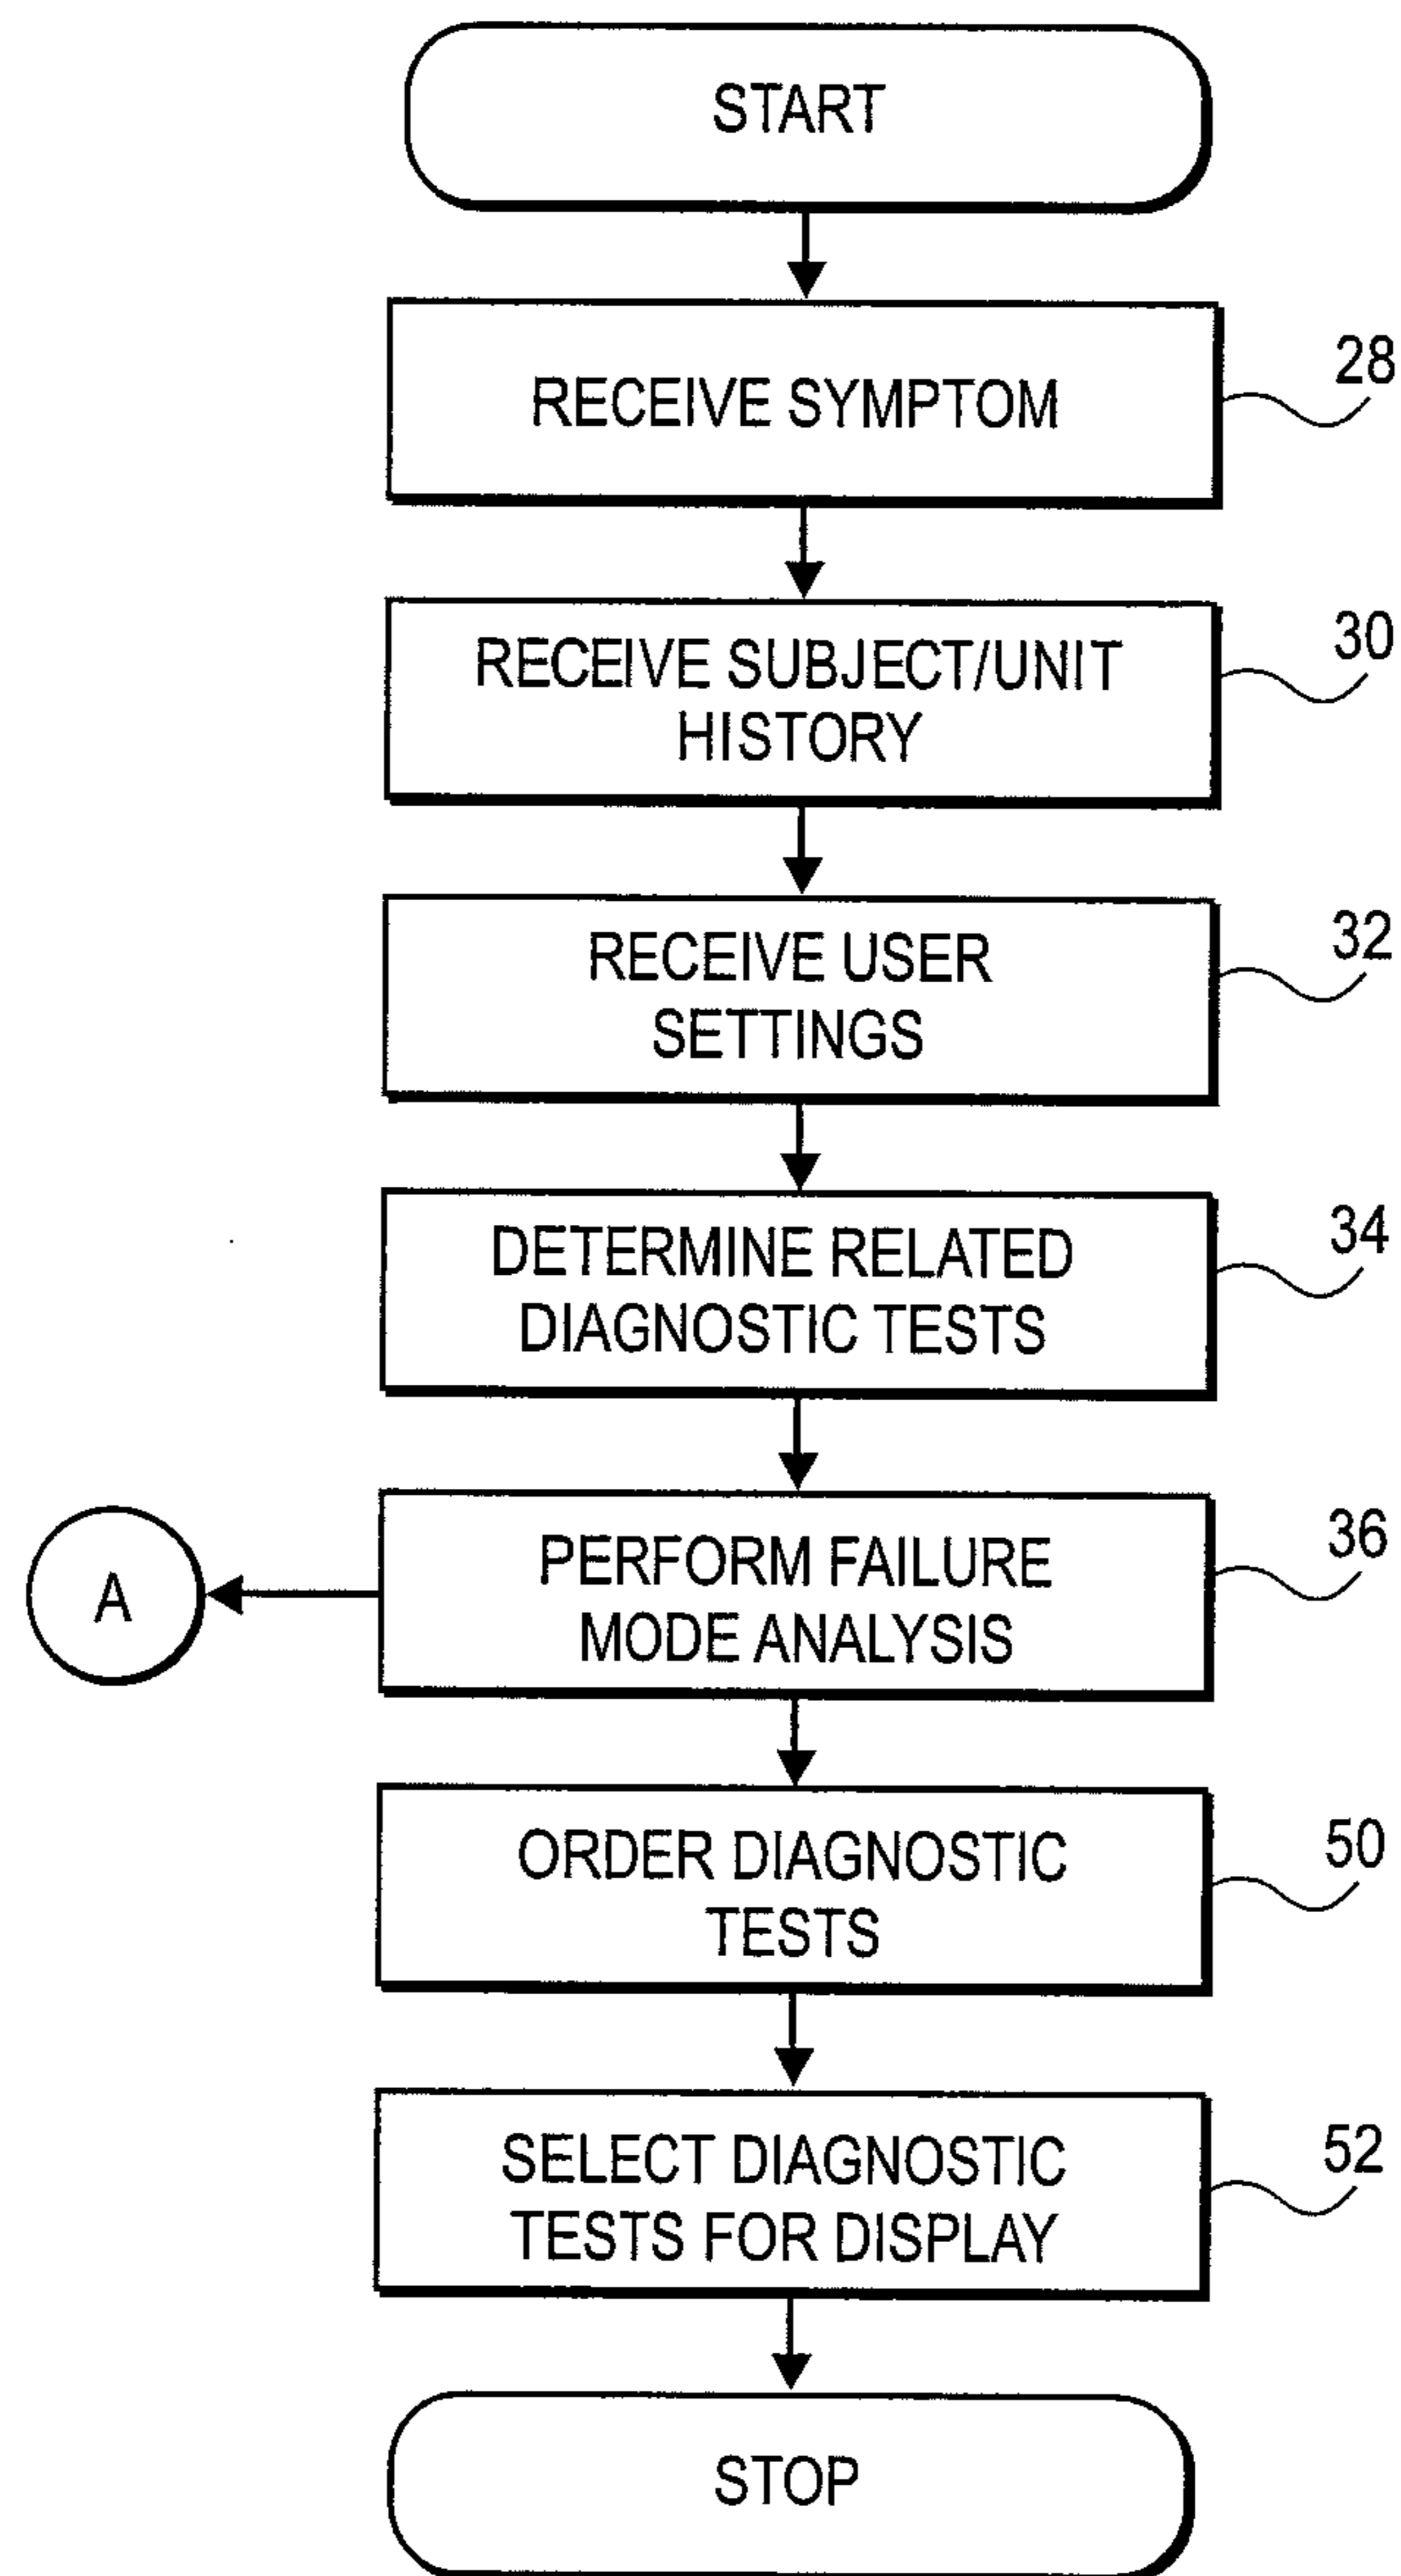 START
RECEIVE SYMPTOM
28
RECEIVE SUBJECT/UNIT
HISTORY
30
RECEIVE USER
SETTINGS
32
DETERMINE RELATED
DIAGNOSTIC TESTS
34
A
PERFORM FAILURE
MODE ANALYSIS
36
ORDER DIAGNOSTIC
TESTS
50
SELECT DIAGNOSTIC
TESTS FOR DISPLAY
52
STOP